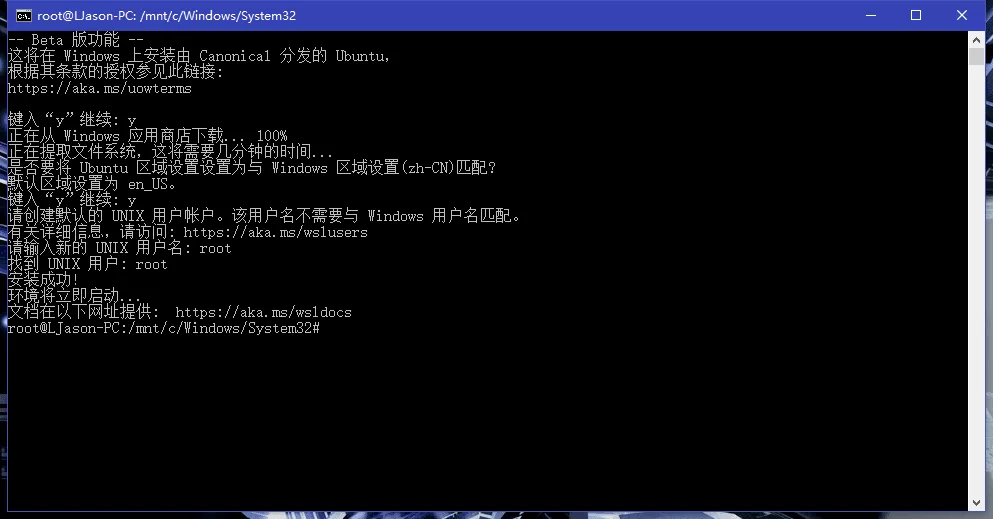 root@LJason-PC: /mnt/c/Windows/System32
-- Beta 版功能 --
这将在 Windows 上安装由 Canonical 分发的 Ubuntu,
根据其条款的授权参见此链接:
https://aka.ms/uowterms
键入“y”继续: y
正在从 Windows 应用商店下载... 100%
正在提取文件系统，这将需要几分钟的时间...
是否要将 Ubuntu 区域设置设置为与 Windows 区域设置(zh-CN)匹配?
默认区域设置为 en_US。
键入“y”继续: y
请创建默认的 UNIX 用户帐户。该用户名不需要与 Windows 用户名匹配。
有关详细信息，请访问: https://aka.ms/wslusers
请输入新的 UNIX 用户名: root
找到 UNIX 用户: root
安装成功!
环境将立即启动...
文档在以下网址提供:  https://aka.ms/wsldocs
root@LJason-PC:/mnt/c/Windows/System32#